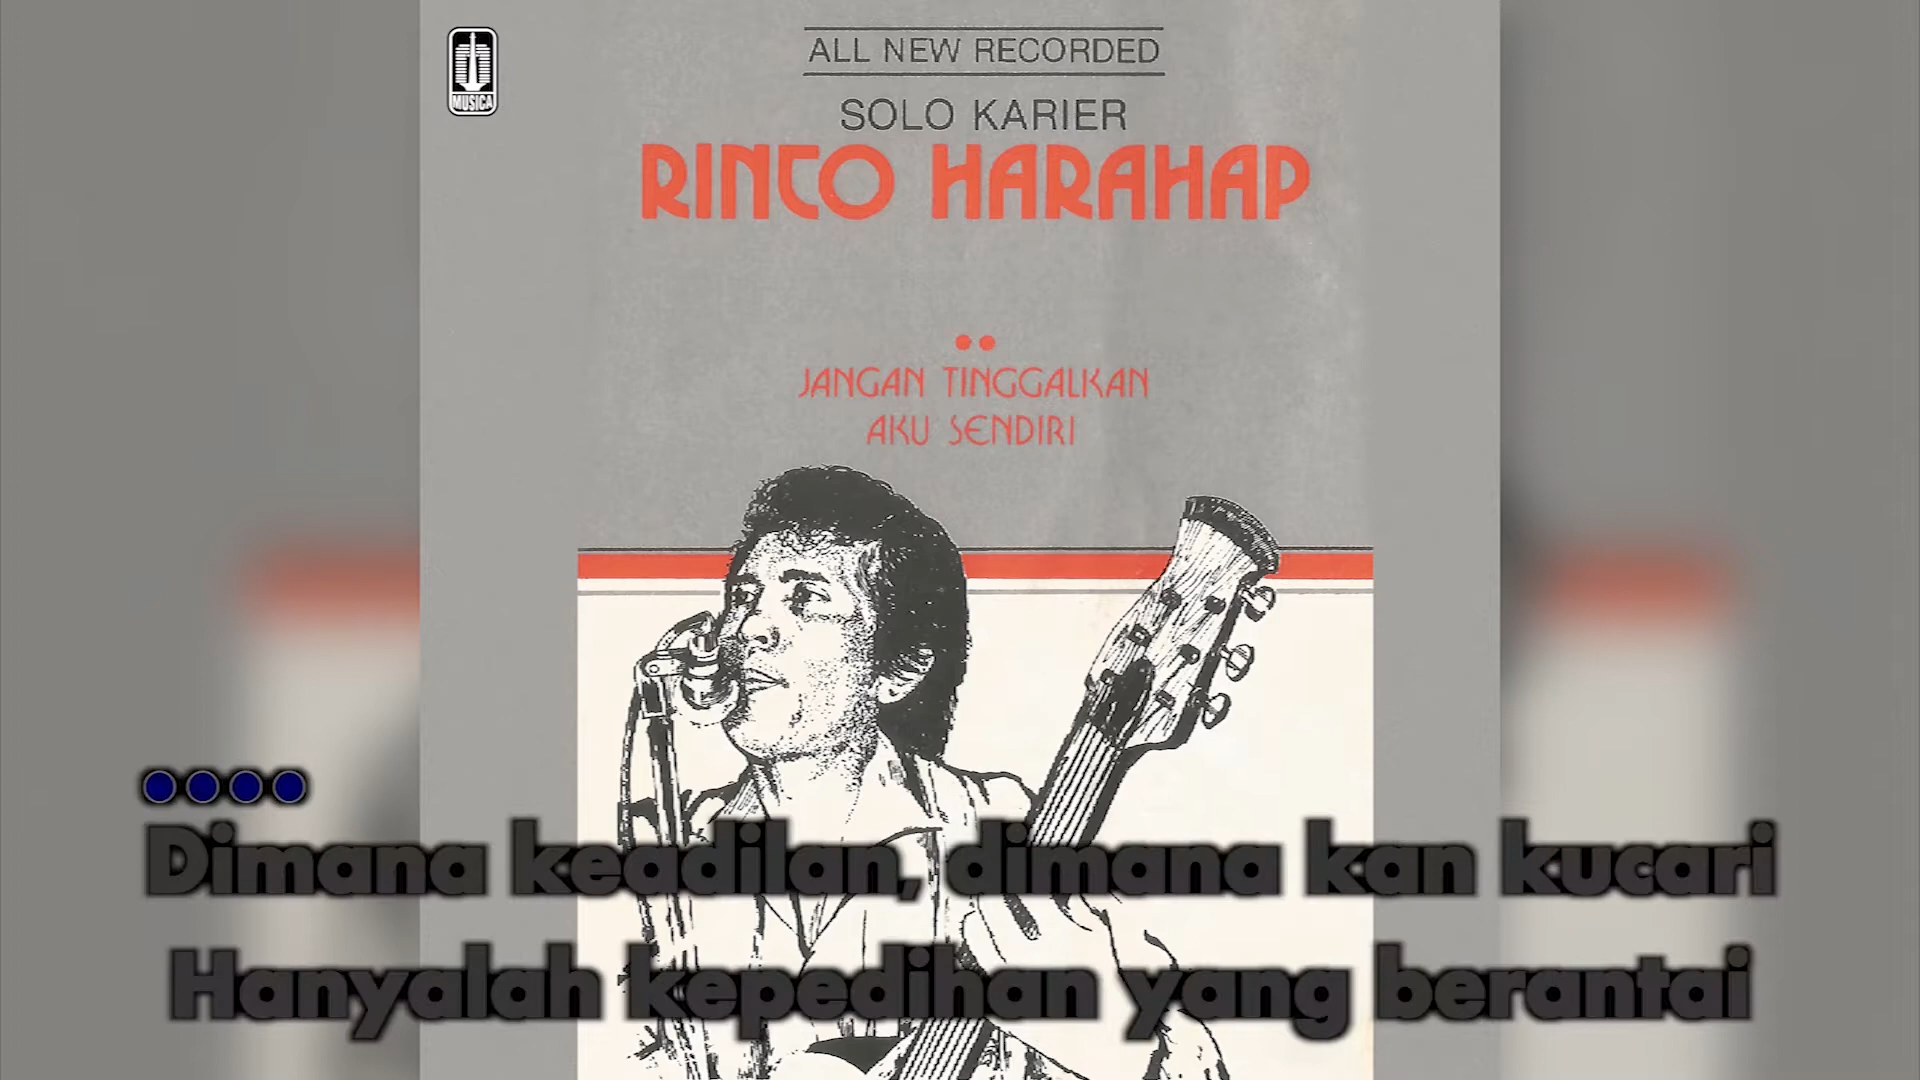 MUSICA
ALL NEW RECORDED
SOLO KARIER
RINTO HARAHAP
JANGAN TINGGALKAN
AKU SENDIRI
Dimana keadilan, dimana kan kucari
Hanyalah kepedihan yang berantai